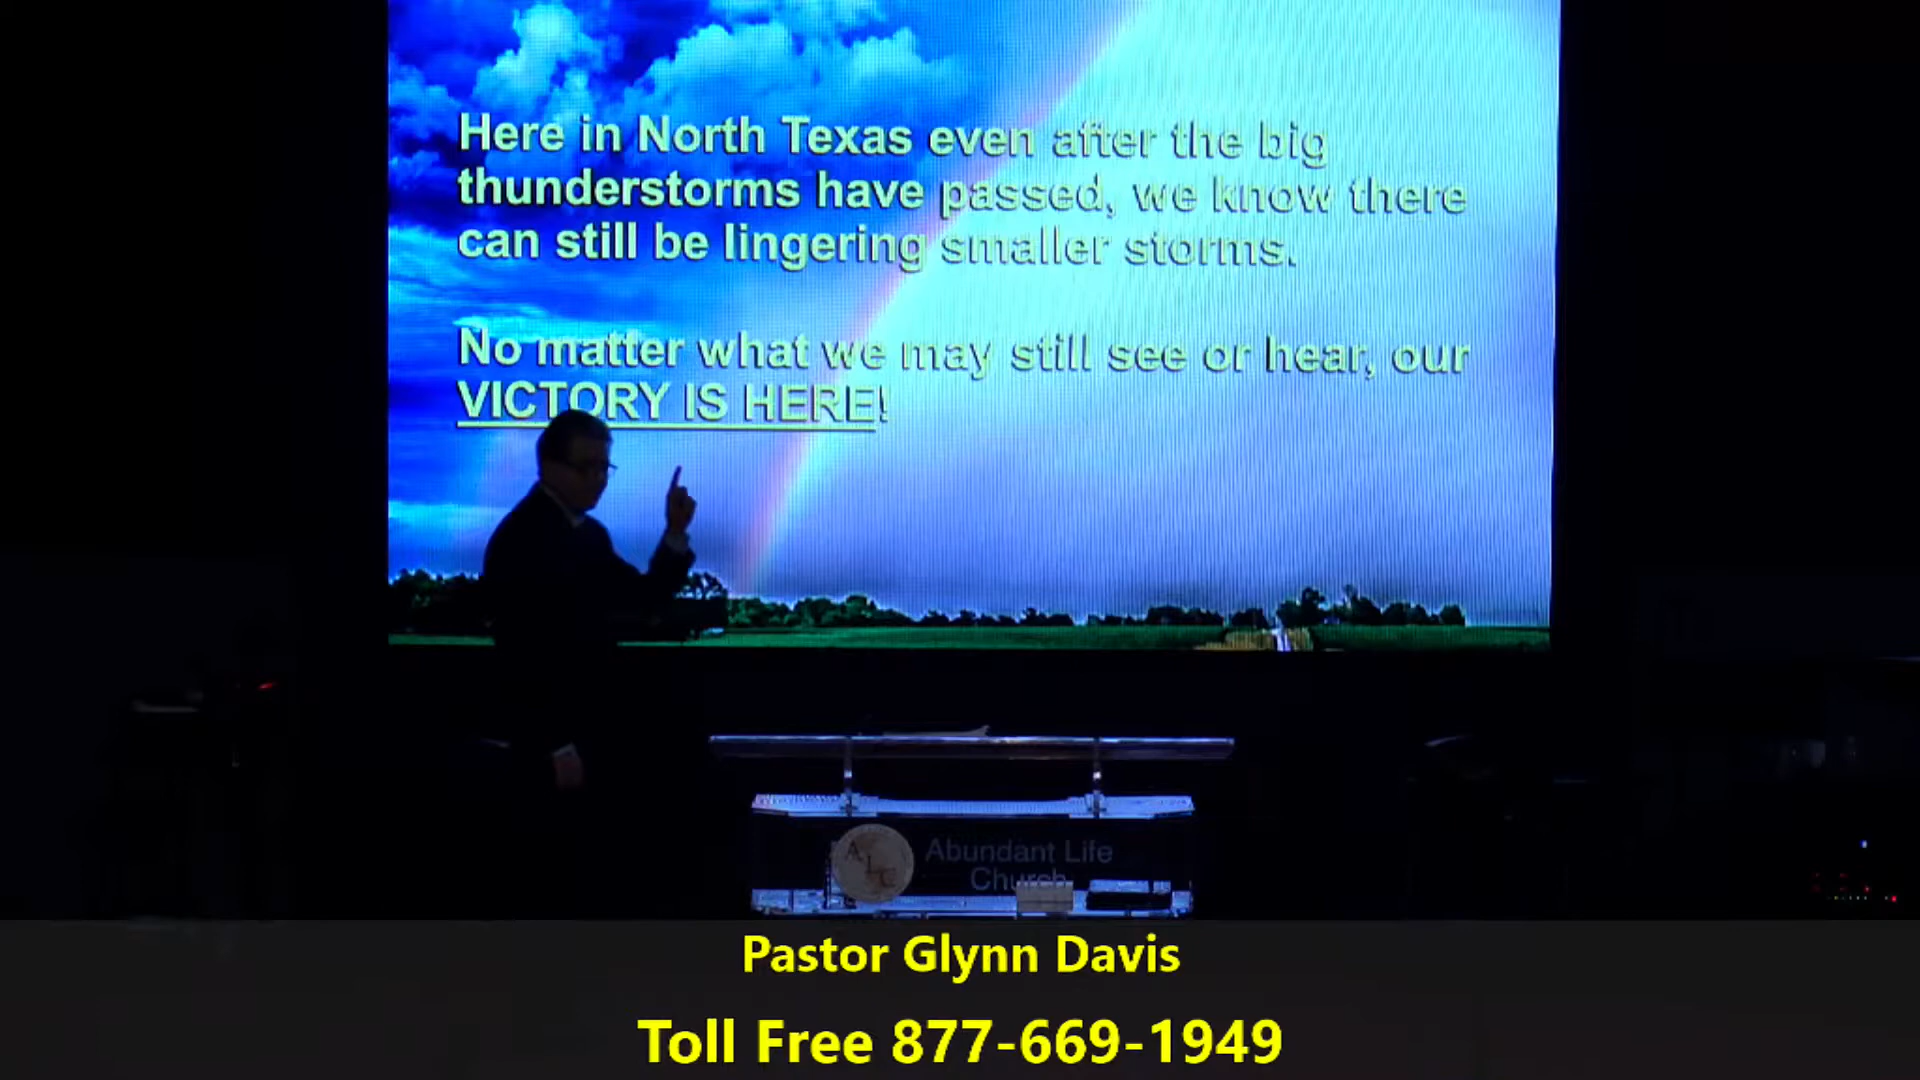 Here in North Texas even after the big
thunderstorms have passed, we know there
can still be lingering smaller storms.
No matter what we may still see or hear, our
VICTORY IS HERE!
ALC
Abundant Life
Church
Pastor Glynn Davis
Toll Free 877-669-1949